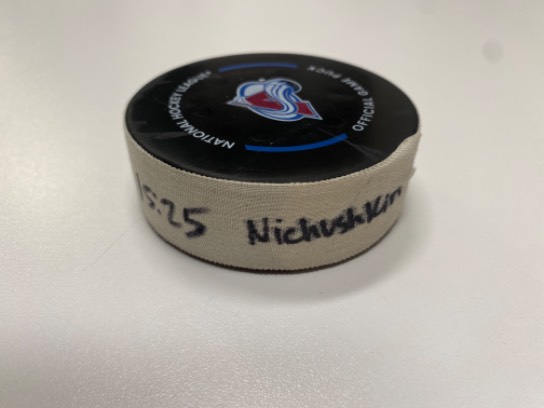 NATIONAL HOCKEY LEAGUE®
OFFICIAL GAME PUCK
15:25 Nichushkin